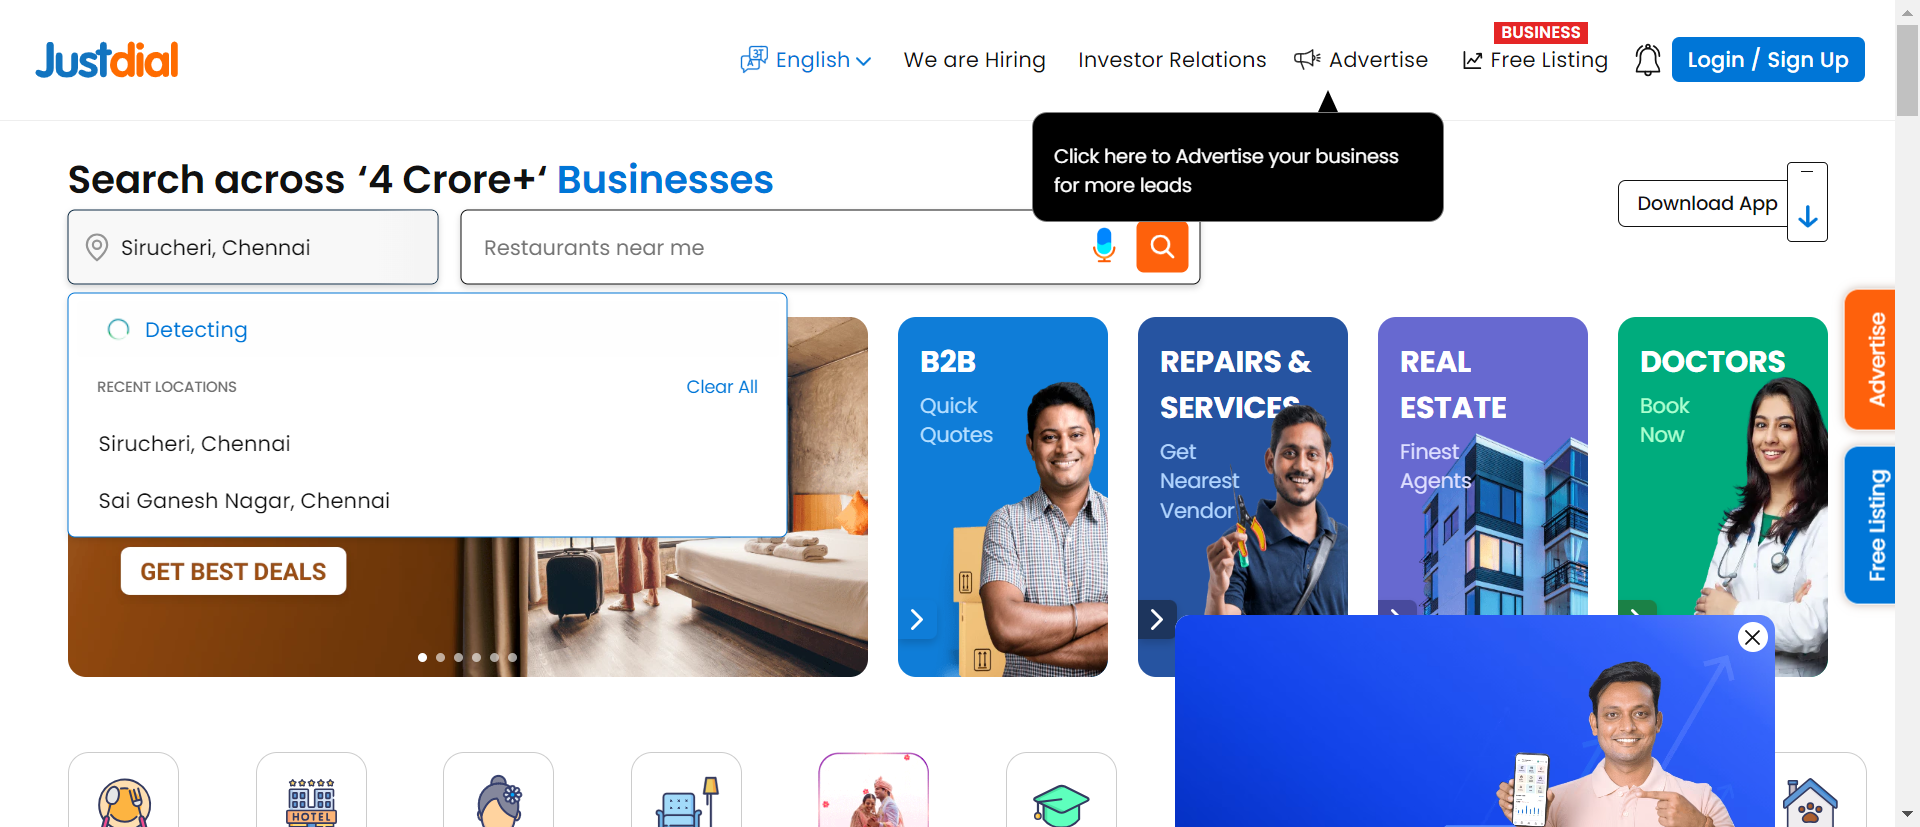 Justdial
English
We are Hiring
Investor Relations
Advertise
BUSINESS
Free Listing
Login / Sign Up
Click here to Advertise your business
for more leads
Search across ‘4 Crore+‘ Businesses
Download App
Sirucheri, Chennai
Restaurants near me
Detecting
RECENT LOCATIONS
Clear All
Sirucheri, Chennai
Sai Ganesh Nagar, Chennai
GET BEST DEALS
B2B
Quick
Quotes
REPAIRS &
SERVICES
Get
Nearest
Vendor
REAL
ESTATE
Finest
Agents
DOCTORS
Book
Now
Advertise
Free Listing
HOTEL